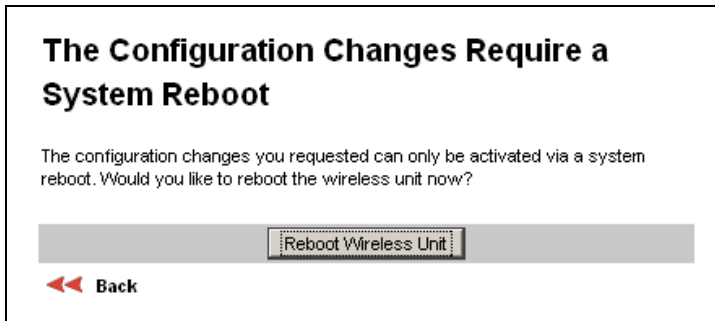 The Configuration Changes Require a
System Reboot
The configuration changes you requested can only be activated via a system
reboot. Would you like to reboot the wireless unit now?
Reboot Wireless Unit
Back